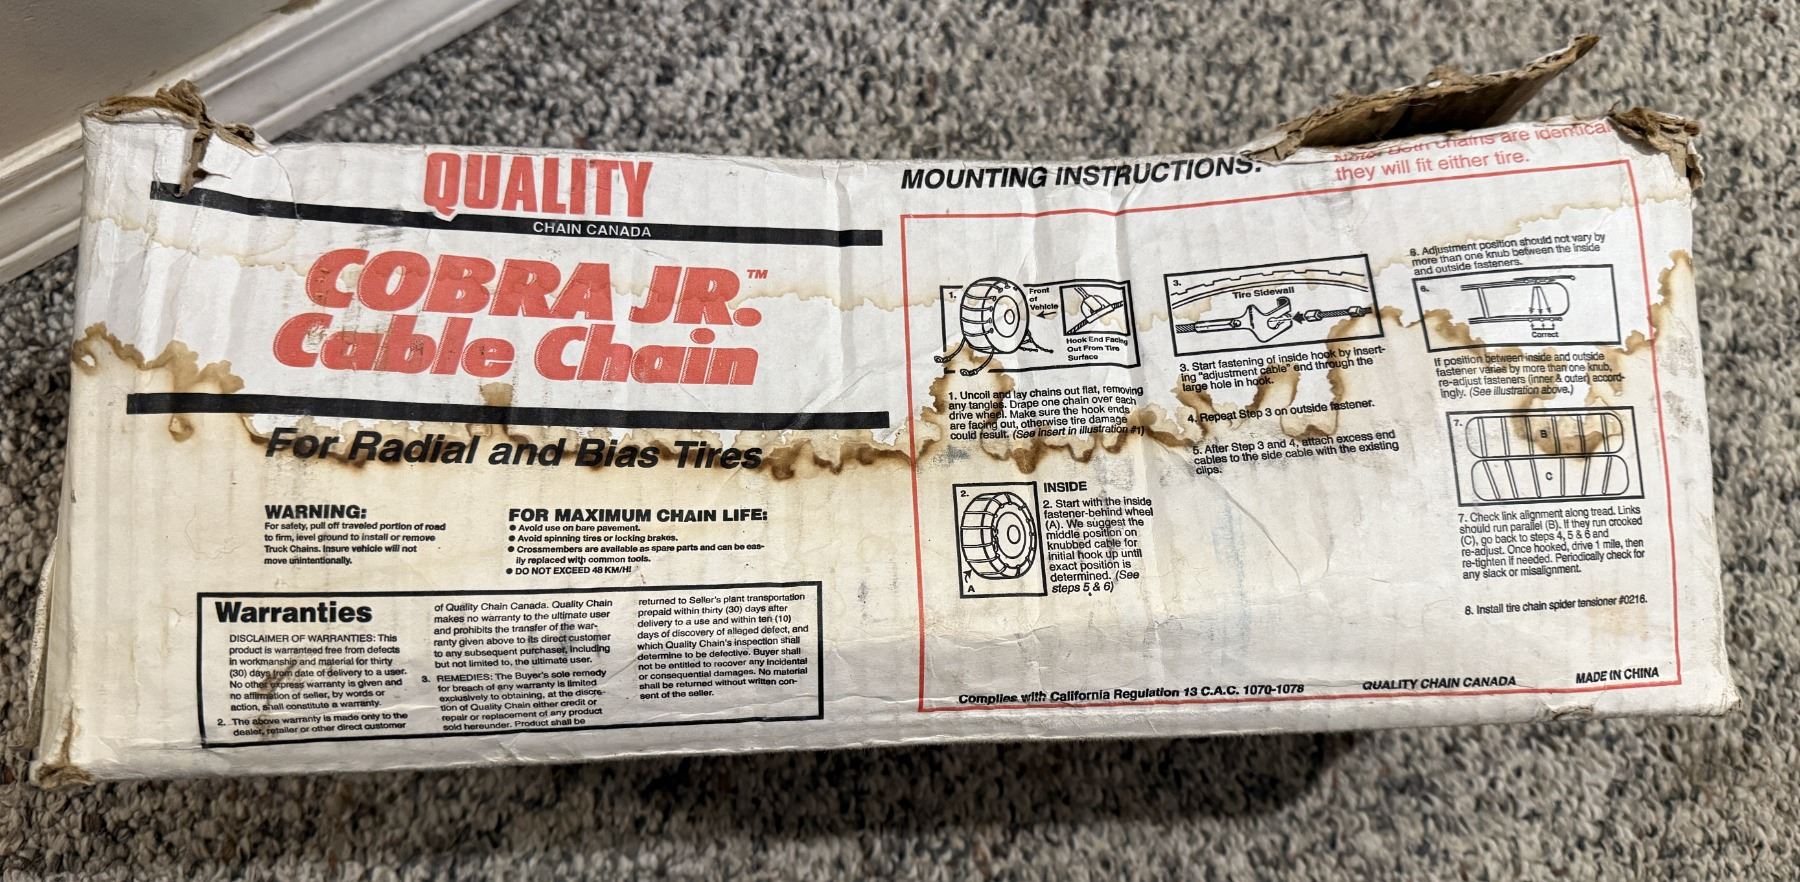 QUALITY
CHAIN CANADA
COBRA JR.™
Cable Chain
For Radial and Bias Tires
WARNING:
For safety, pull off traveled portion of road
to firm, level ground to install or remove
Truck Chains. Insure vehicle will not
move unintentionally.
FOR MAXIMUM CHAIN LIFE:
● Avoid use on bare pavement.
● Avoid spinning tires or locking brakes.
● Crossmembers are available as spare parts and can be eas-
ily replaced with common tools.
● DO NOT EXCEED 48 KM/H!
Warranties
DISCLAIMER OF WARRANTIES: This
product is warranteed free from defects
in workmanship and material for thirty
(30) days from date of delivery to a user.
No other express warranty is given and
no affirmation of seller, by words or
action, shall constitute a warranty.
2. The above warranty is made only to the
dealer, retailer or other direct customer
of Quality Chain Canada. Quality Chain
makes no warranty to the ultimate user
and prohibits the transfer of the war-
ranty given above to its direct customer
to any subsequent purchaser, including
but not limited to, the ultimate user.
3. REMEDIES: The Buyer's sole remedy
for breach of any warranty is limited
exclusively to obtaining, at the discre-
tion of Quality Chain either credit or
repair or replacement of any product
sold hereunder. Product shall be
returned to Seller's plant transportation
prepaid within thirty (30) days after
delivery to a use and within ten (10)
days of discovery of alleged defect, and
which Quality Chain's inspection shall
determine to be defective. Buyer shall
not be entitled to recover any incidental
or consequential damages. No material
shall be returned without written con-
sent of the seller.
MOUNTING INSTRUCTIONS:
Note: Both chains are identical
they will fit either tire.
1.
Front
of
Vehicle
Hook End Facing
Out From Tire
Surface
1. Uncoil and lay chains out flat, removing
any tangles. Drape one chain over each
drive wheel. Make sure the hook ends
are facing out, otherwise tire damage
could result. (See insert in illustration #1)
2.
A
INSIDE
2. Start with the inside
fastener-behind wheel
(A). We suggest the
middle position on
knubbed cable for
initial hook up until
exact position is
determined. (See
steps 5 & 6)
3.
Tire Sidewall
3. Start fastening of inside hook by insert-
ing "adjustment cable" end through the
large hole in hook.
4. Repeat Step 3 on outside fastener.
5. After Step 3 and 4, attach excess end
cables to the side cable with the existing
clips.
6. Adjustment position should not vary by
more than one knub between the inside
and outside fasteners.
6.
Correct
If position between inside and outside
fastener varies by more than one knub,
re-adjust fasteners (inner & outer) accord-
ingly. (See illustration above.)
7.
B
C
7. Check link alignment along tread. Links
should run parallel (B). If they run crooked
(C), go back to steps 4, 5 & 6 and
re-adjust. Once hooked, drive 1 mile, then
re-tighten if needed. Periodically check for
any slack or misalignment.
8. Install tire chain spider tensioner #0216.
Complies with California Regulation 13 C.A.C. 1070-1078
QUALITY CHAIN CANADA
MADE IN CHINA